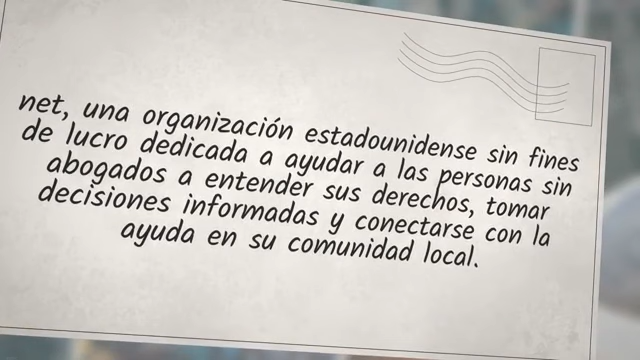 net, una organización estadounidense sin fines
de lucro dedicada a ayudar a las personas sin
abogados a entender sus derechos, tomar
decisiones informadas y conectarse con la
ayuda en su comunidad local.